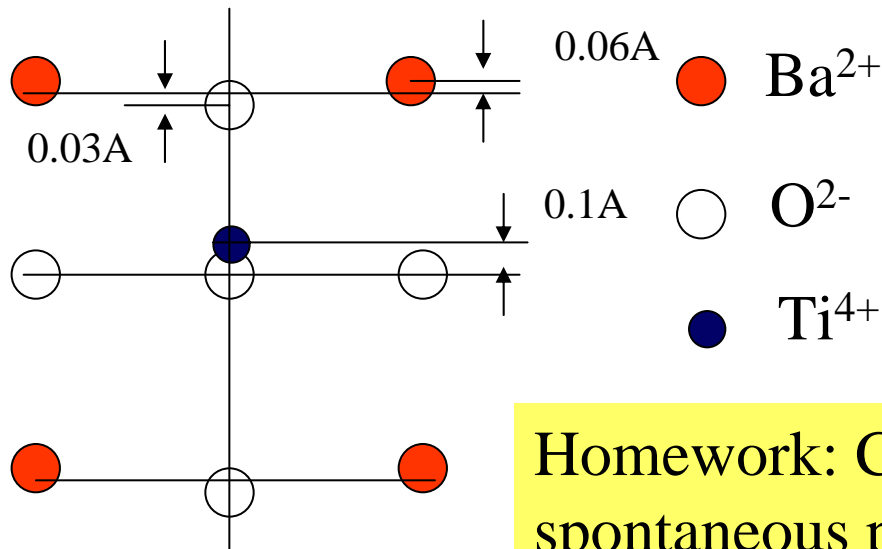 0.06A
Ba²⁺
0.03A
0.1A
O²⁻
Ti⁴⁺
Homework: C
spontaneous